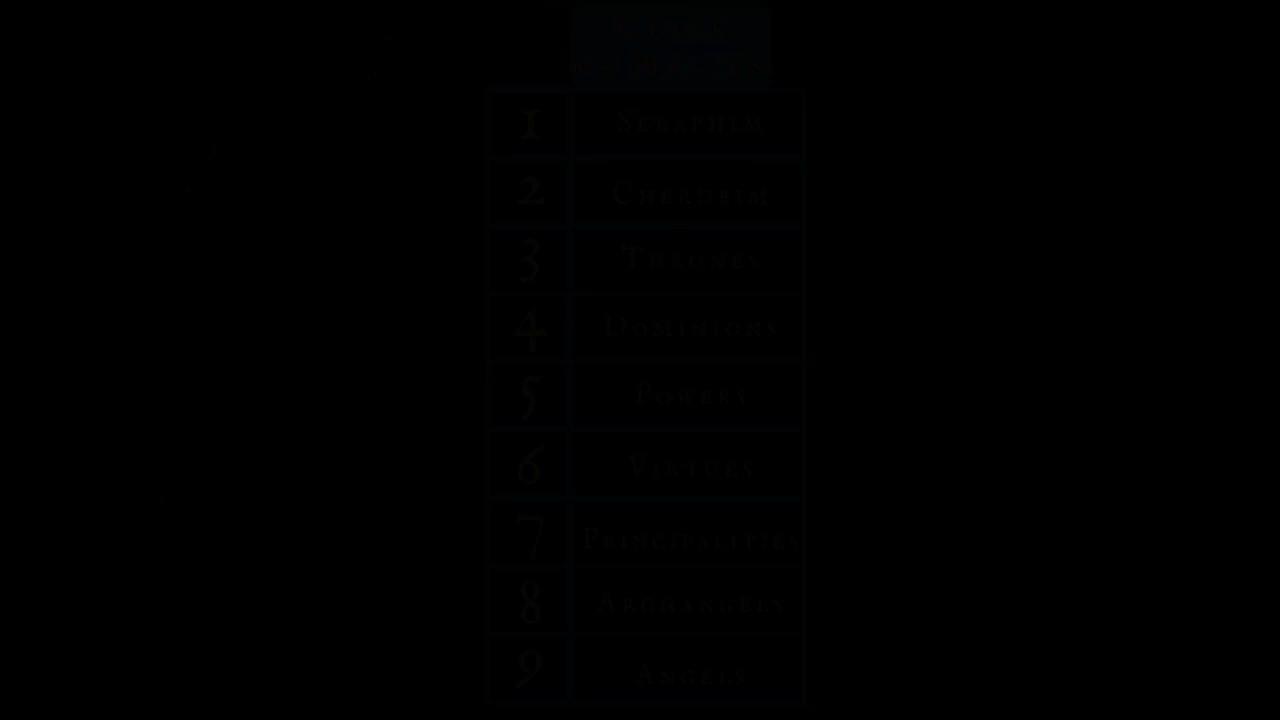 1 Seraphim
2 Cherubim
3 Thrones
4 Dominions
5 Powers
6 Virtues
7 Principalities
8 Archangels
9 Angels